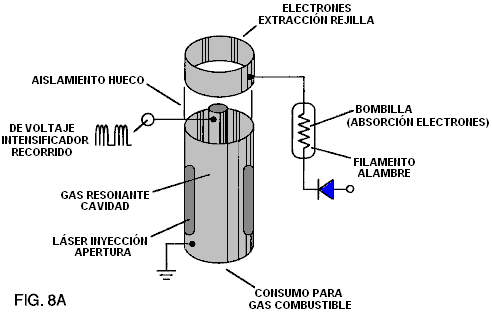 ELECTRONES
EXTRACCIÓN REJILLA
AISLAMIENTO HUECO
DE VOLTAJE
INTENSIFICADOR
RECORRIDO
BOMBILLA
(ABSORCIÓN ELECTRONES)
FILAMENTO
ALAMBRE
GAS RESONANTE
CAVIDAD
LÁSER INYECCIÓN
APERTURA
CONSUMO PARA
GAS COMBUSTIBLE
FIG. 8A